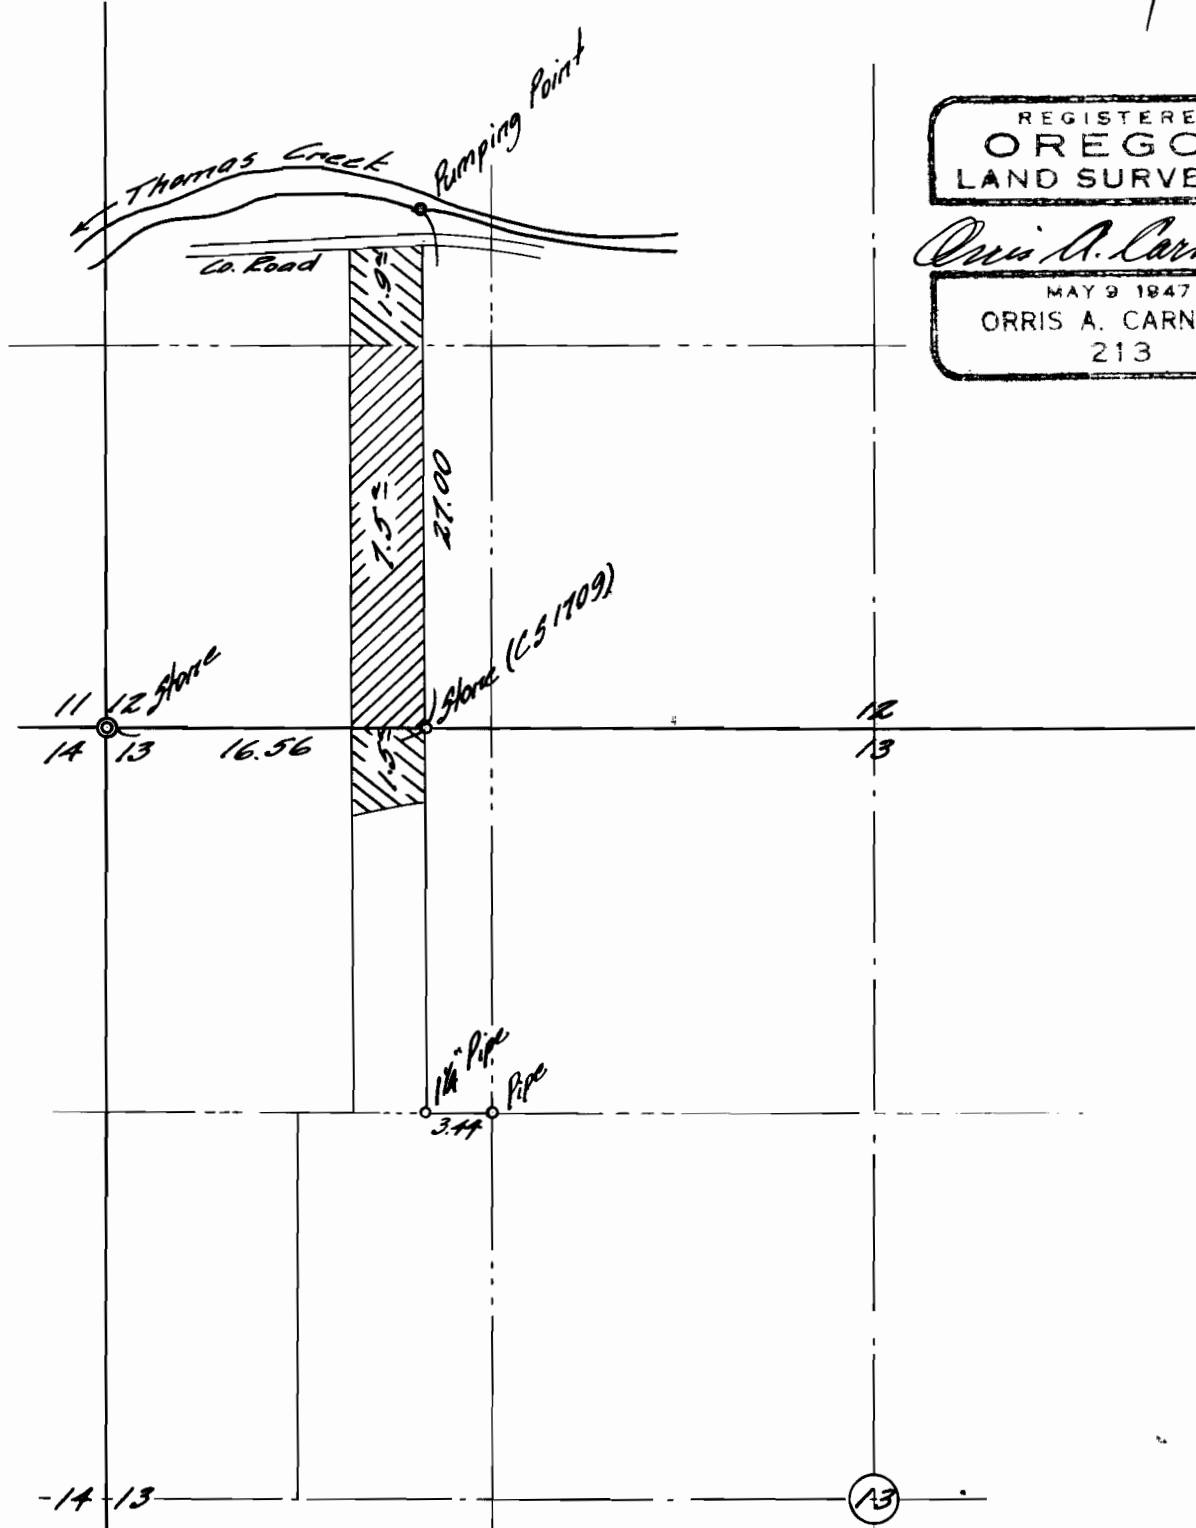 Pumping Point
Thomas Creek
Co. Road
REGISTERE
OREGO
LAND SURVE
Orris A. Car
MAY 9 1947
ORRIS A. CARN
213
1.9
7.5
27.00
Stone (CS 1709)
11 12 Stone
14 13
16.56
1.5
12
13
1¼" Pipe
Pipe
3.44
14 13
13